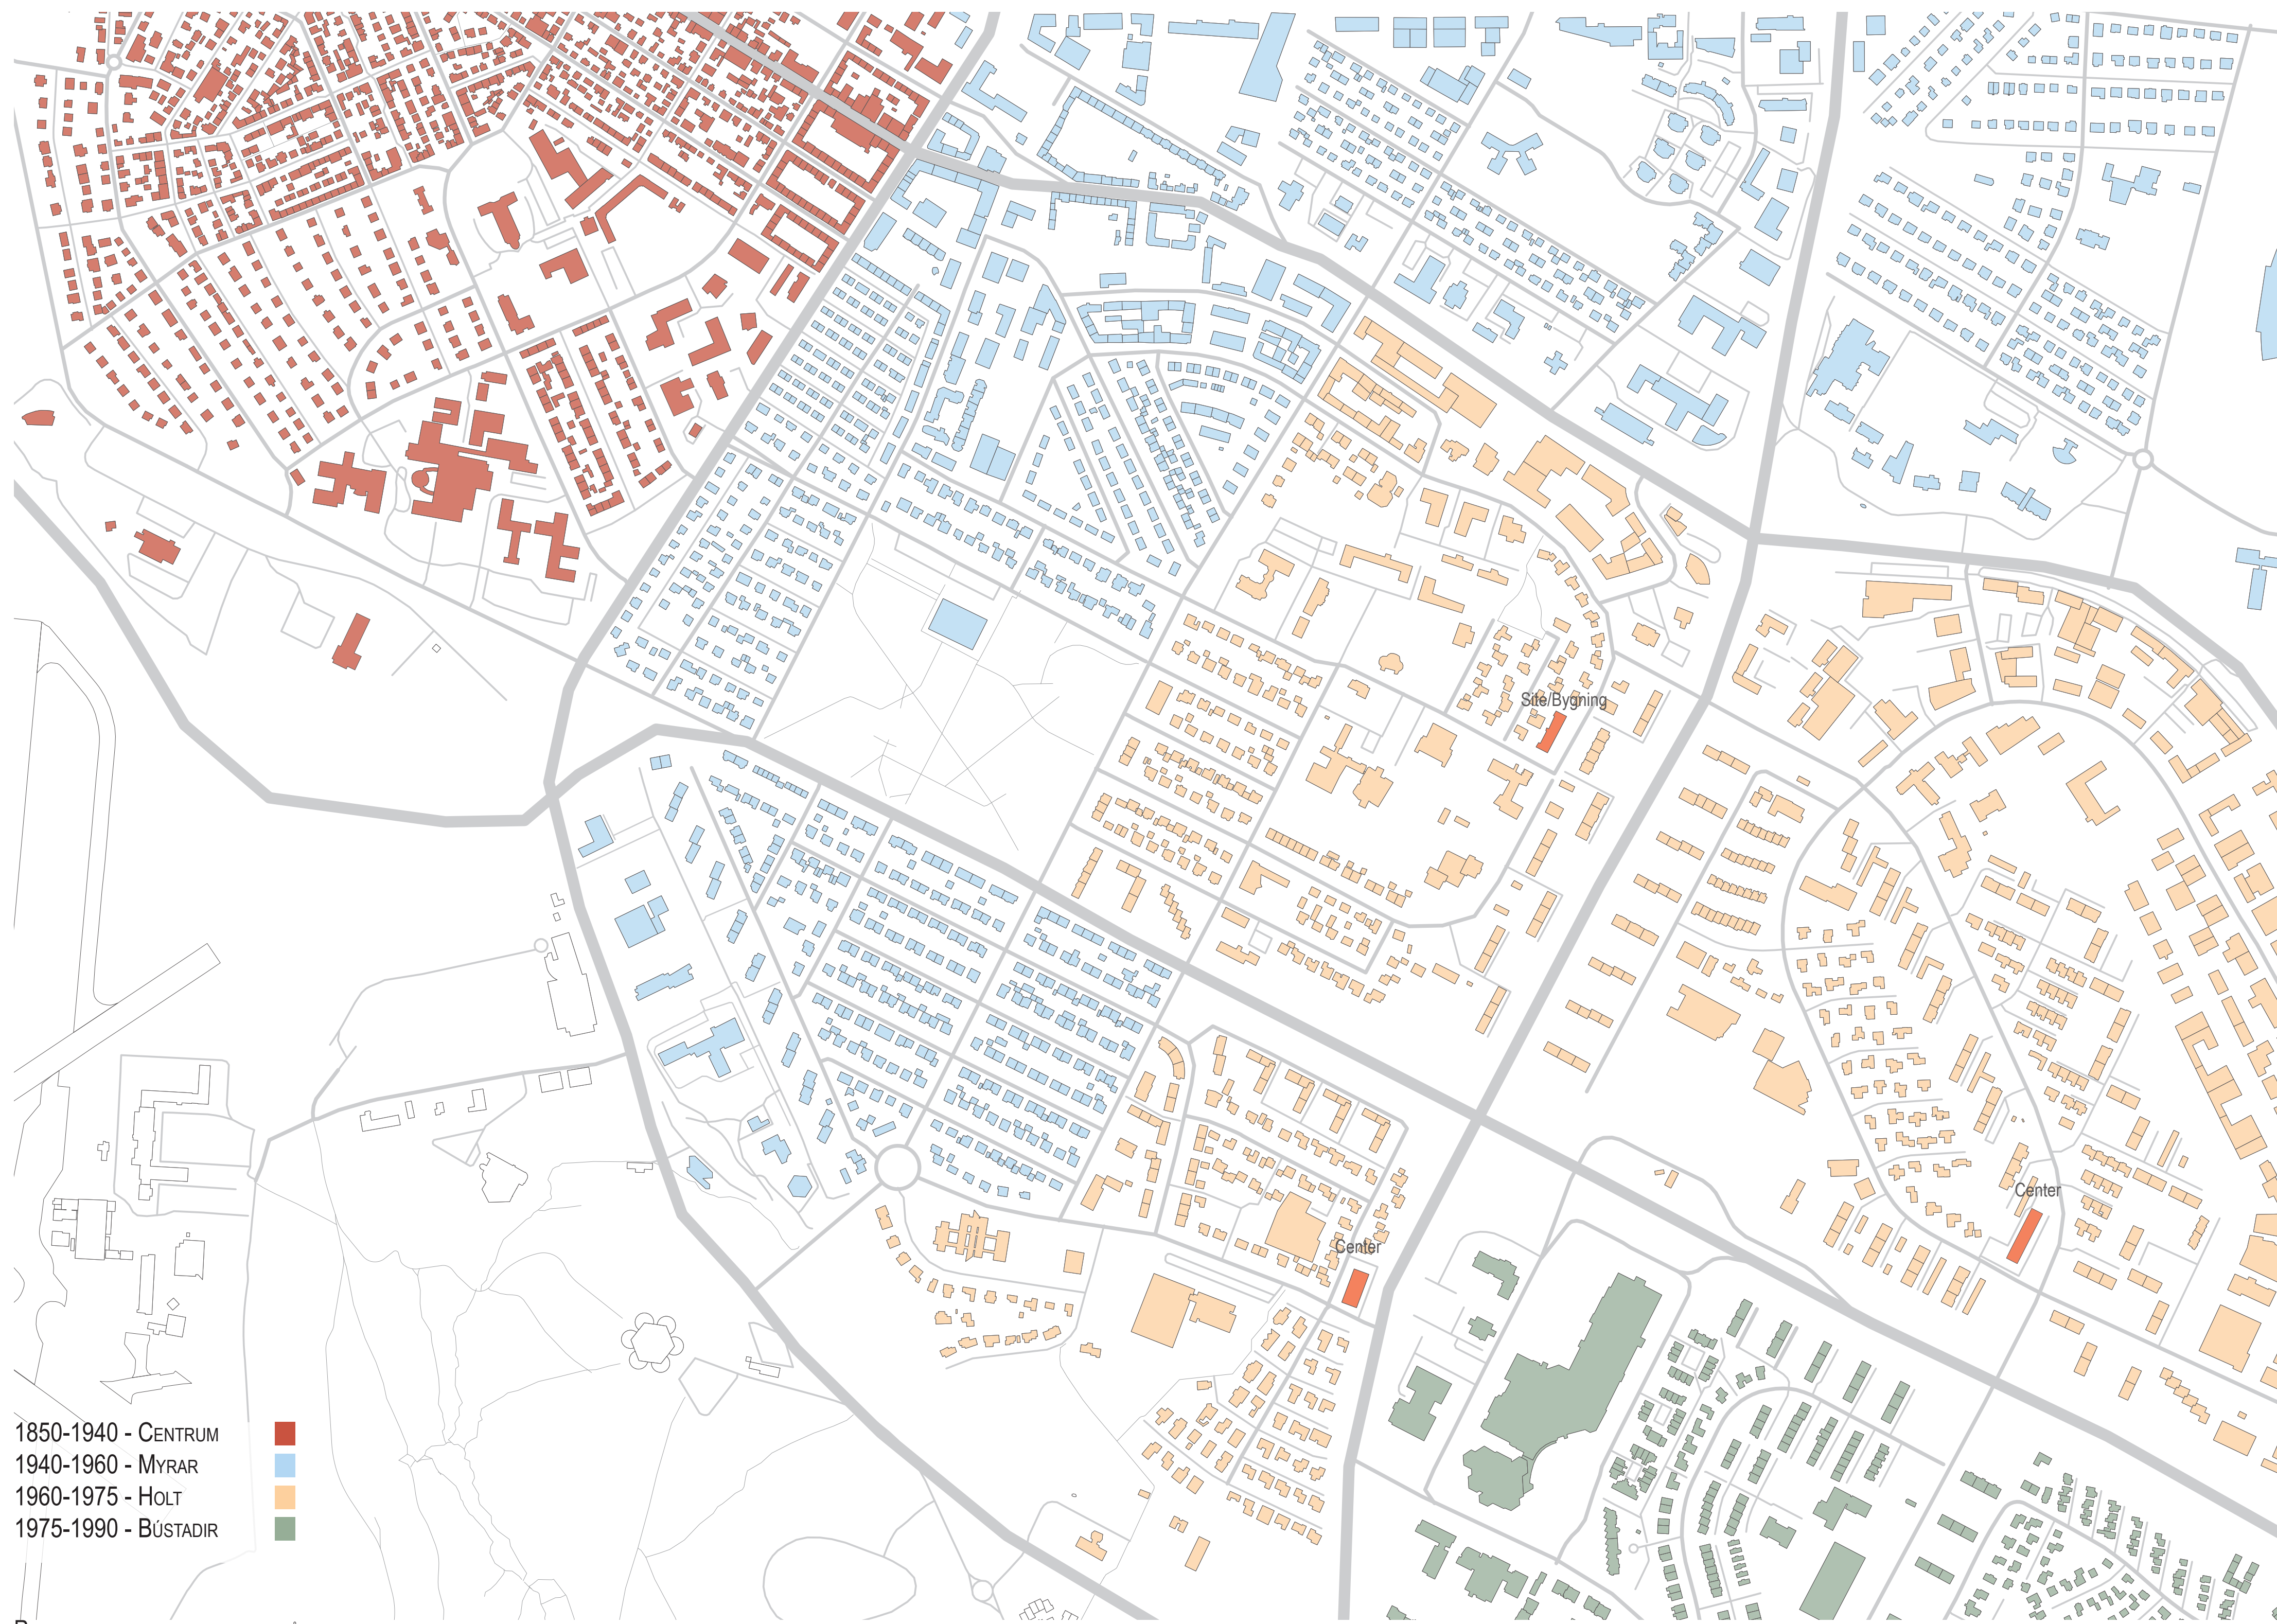 Site/Bygning
Center
Center
1850-1940 - Centrum
1940-1960 - Myrar
1960-1975 - Holt
1975-1990 - Bústadir